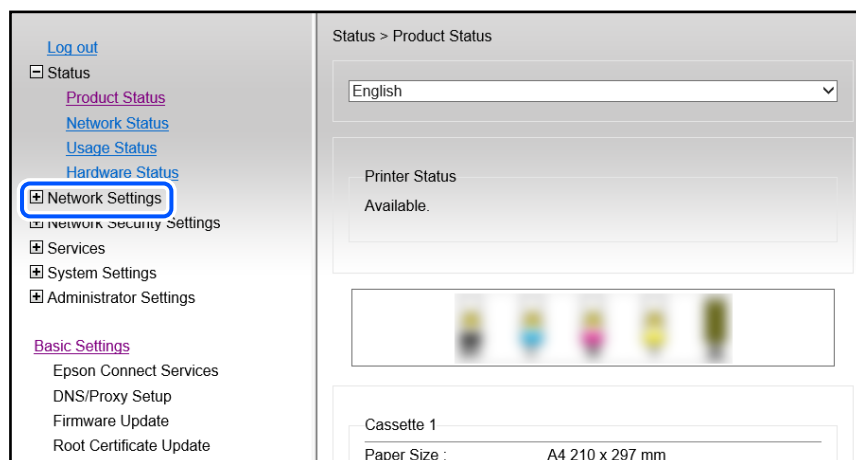 Log out
Status
Product Status
Network Status
Usage Status
Hardware Status
Network Settings
Network Security Settings
Services
System Settings
Administrator Settings
Basic Settings
Epson Connect Services
DNS/Proxy Setup
Firmware Update
Root Certificate Update
Status > Product Status
English
Printer Status
Available.
Cassette 1
Paper Size : A4 210 x 297 mm